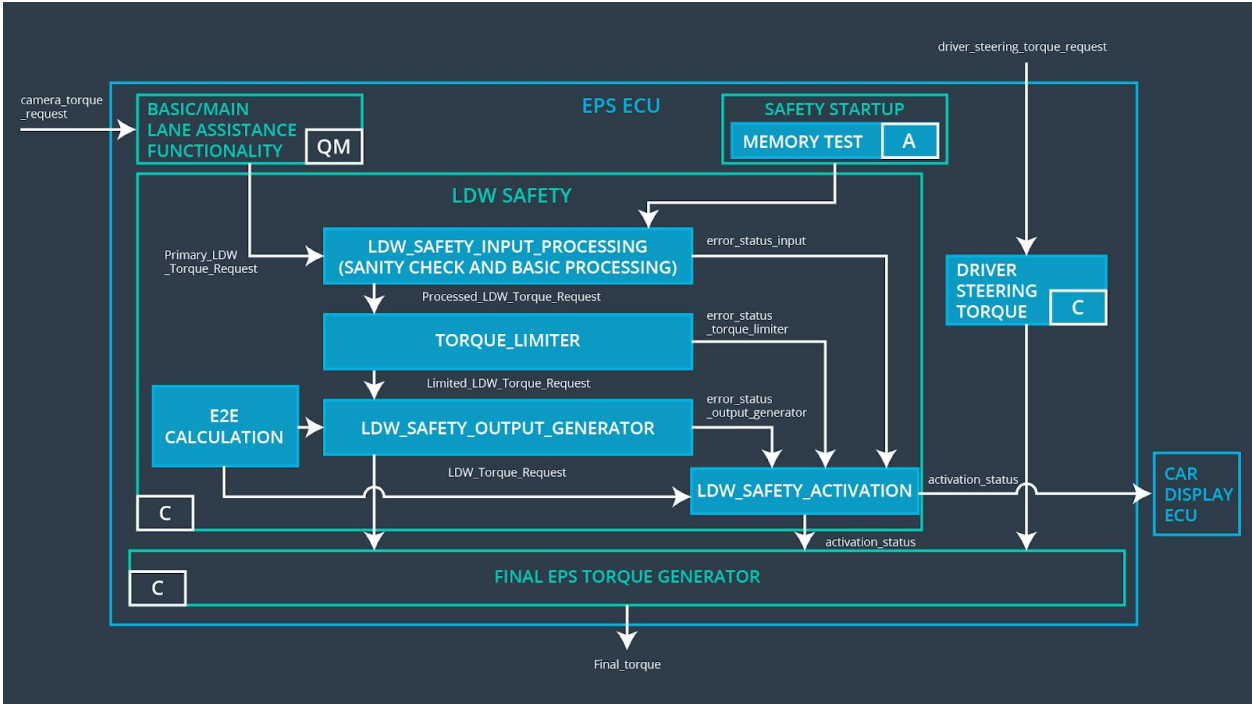 driver_steering_torque_request
camera_torque
_request
EPS ECU
BASIC/MAIN
LANE ASSISTANCE
FUNCTIONALITY
QM
SAFETY STARTUP
MEMORY TEST
A
LDW SAFETY
Primary_LDW
_Torque_Request
LDW_SAFETY_INPUT_PROCESSING
(SANITY CHECK AND BASIC PROCESSING)
error_status_input
DRIVER
STEERING
TORQUE
C
Processed_LDW_Torque_Request
TORQUE_LIMITER
error_status
_torque_limiter
Limited_LDW_Torque_Request
E2E
CALCULATION
LDW_SAFETY_OUTPUT_GENERATOR
error_status
_output_generator
LDW_Torque_Request
LDW_SAFETY_ACTIVATION
activation_status
CAR
DISPLAY
ECU
C
activation_status
FINAL EPS TORQUE GENERATOR
C
Final_torque